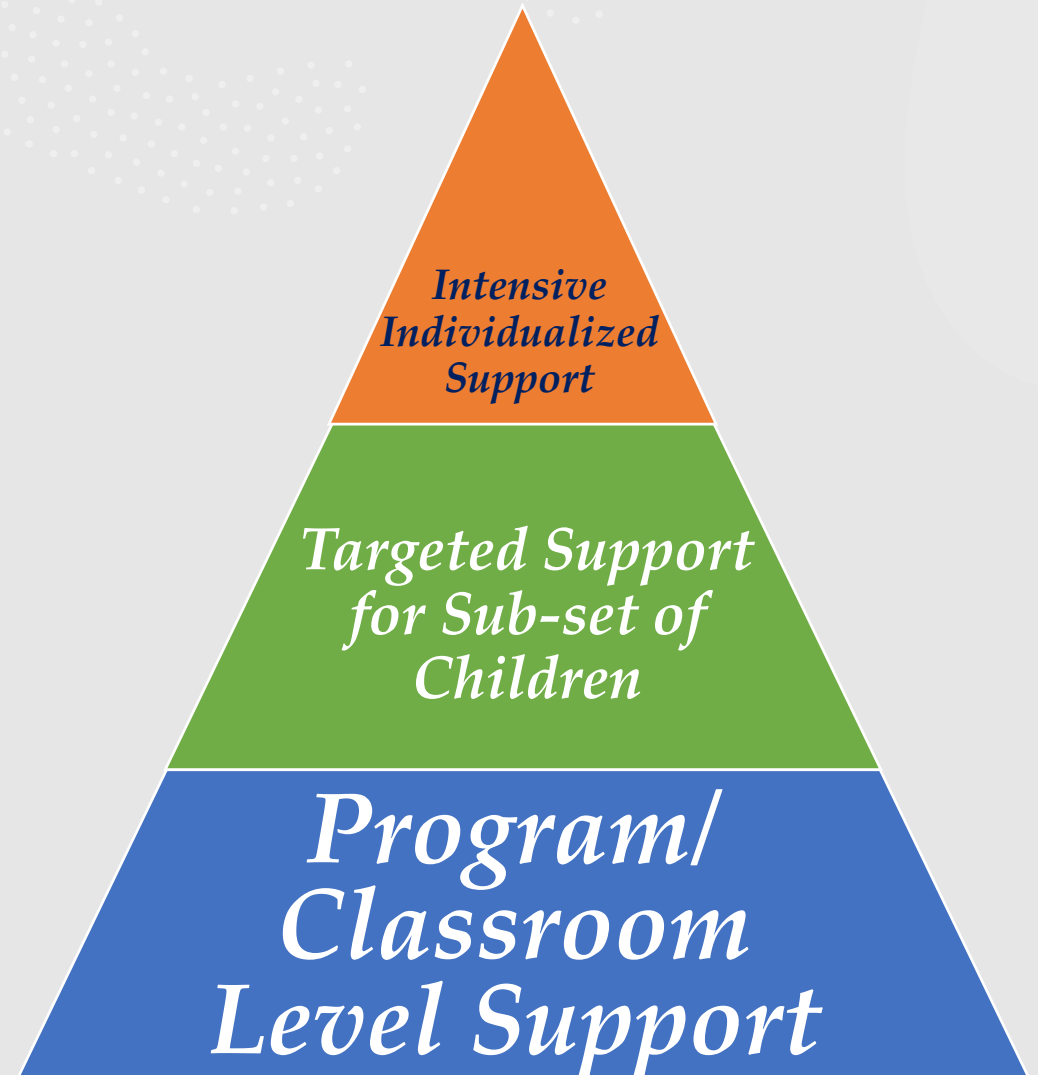 Intensive
Individualized
Support
Targeted Support
for Sub-set of
Children
Program/
Classroom
Level Support